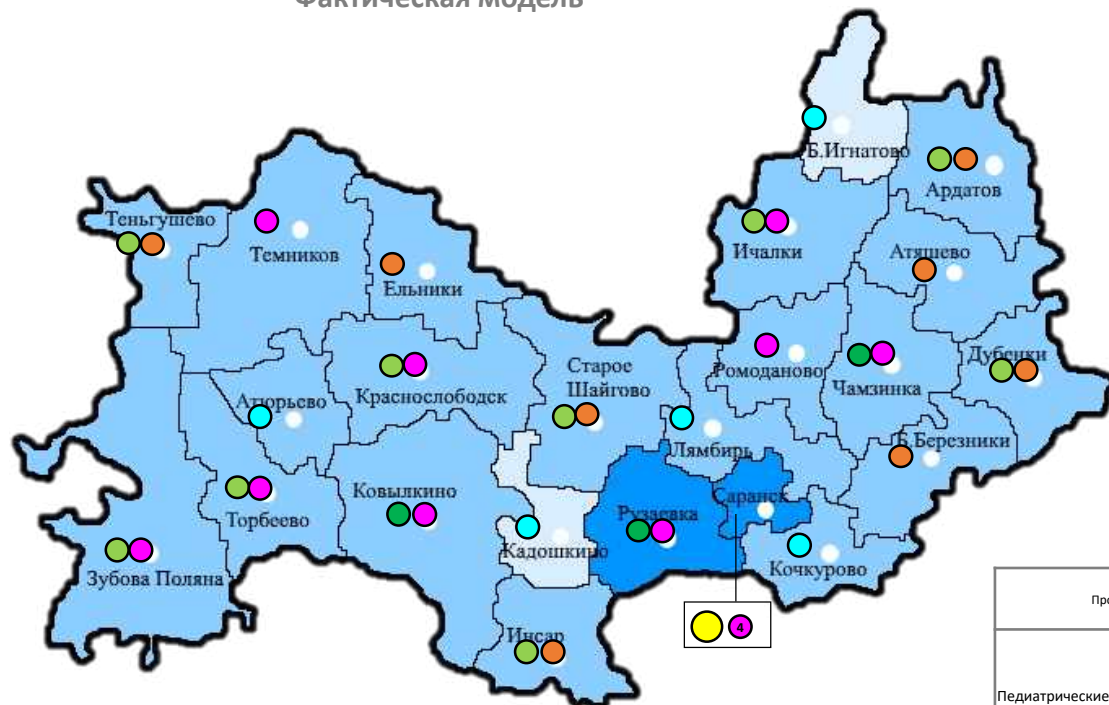 Фактическая модель
Б.Игнатово
Ардатов
Теньгушево
Темников
Ичалки
Атяшево
Ельники
Старое
Шайгово
Ромоданово
Дубенки
Чамзинка
Краснослободск
Атюрьево
Лямбирь
Б.Березники
Ковылкино
Саранск
Торбеево
Рузаевка
Кадошкино
Кочкурово
Зубова Поляна
Инсар
4
Педиатрические